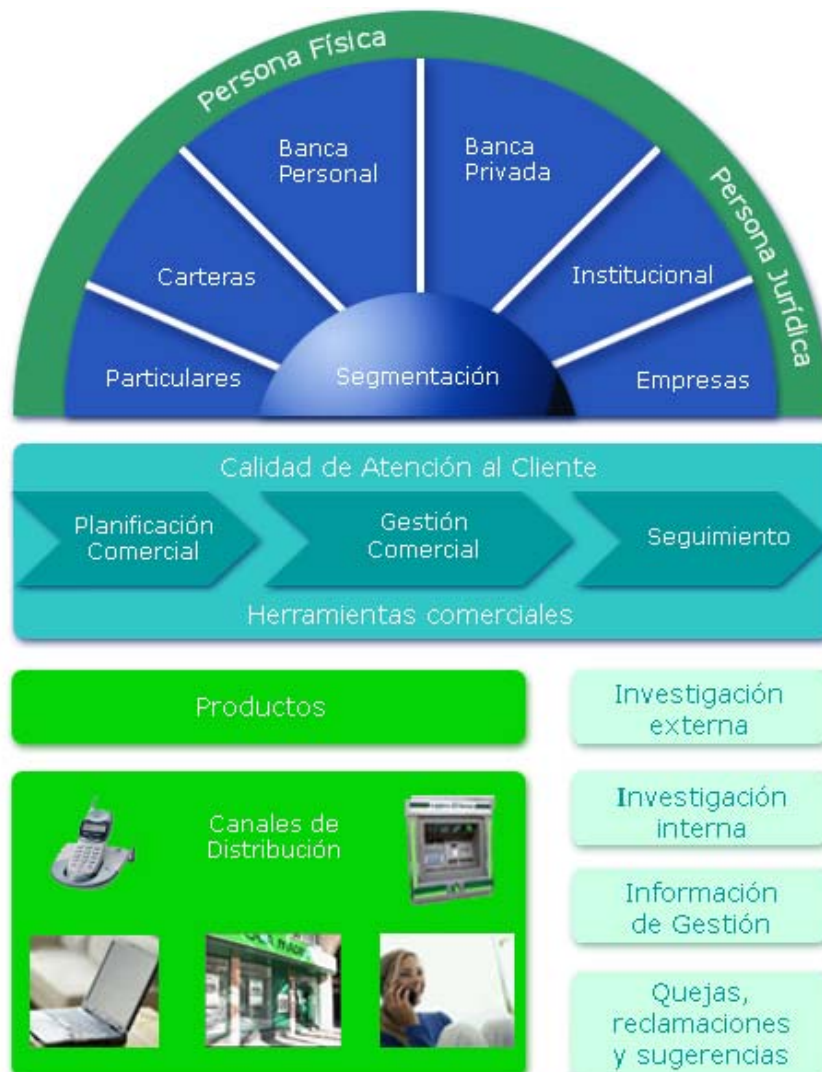 Persona Física
Persona Jurídica
Banca
Personal
Banca
Privada
Carteras
Institucional
Particulares
Segmentación
Empresas
Calidad de Atención al Cliente
Planificación
Comercial
Gestión
Comercial
Seguimiento
Herramientas comerciales
Productos
Investigación
externa
Canales de
Distribución
Investigación
interna
Información
de Gestión
Quejas,
reclamaciones
y sugerencias